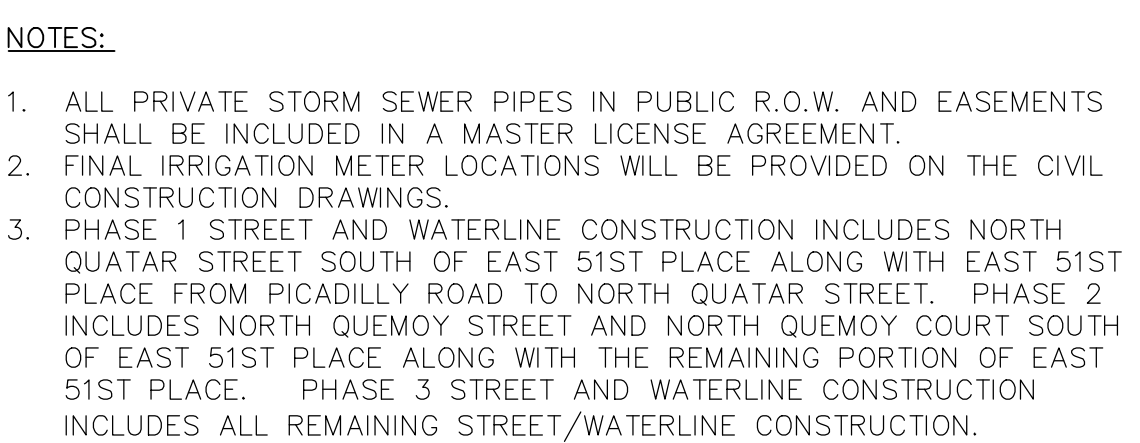 NOTES:
1. ALL PRIVATE STORM SEWER PIPES IN PUBLIC R.O.W. AND EASEMENTS
SHALL BE INCLUDED IN A MASTER LICENSE AGREEMENT.
2. FINAL IRRIGATION METER LOCATIONS WILL BE PROVIDED ON THE CIVIL
CONSTRUCTION DRAWINGS.
3. PHASE 1 STREET AND WATERLINE CONSTRUCTION INCLUDES NORTH
QUATAR STREET SOUTH OF EAST 51ST PLACE ALONG WITH EAST 51ST
PLACE FROM PICADILLY ROAD TO NORTH QUATAR STREET. PHASE 2
INCLUDES NORTH QUEMOY STREET AND NORTH QUEMOY COURT SOUTH
OF EAST 51ST PLACE ALONG WITH THE REMAINING PORTION OF EAST
51ST PLACE. PHASE 3 STREET AND WATERLINE CONSTRUCTION
INCLUDES ALL REMAINING STREET/WATERLINE CONSTRUCTION.